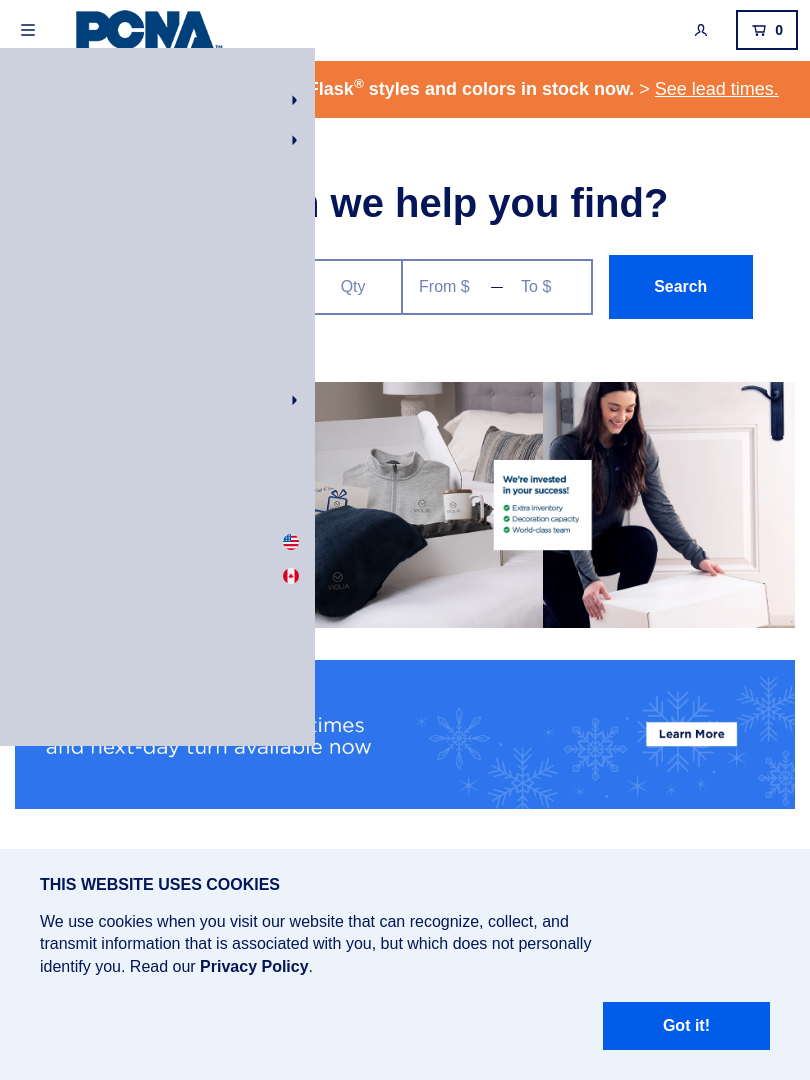 PCNA™
0
Flask® styles and colors in stock now. > See lead times.
we help you find?
Qty
From $
To $
Search
We're invested
in your success!
Extra inventory
Decoration capacity
World-class team
VIOLIA
times
and next-day turn available now
Learn More
THIS WEBSITE USES COOKIES
We use cookies when you visit our website that can recognize, collect, and
transmit information that is associated with you, but which does not personally
identify you. Read our Privacy Policy.
Got it!